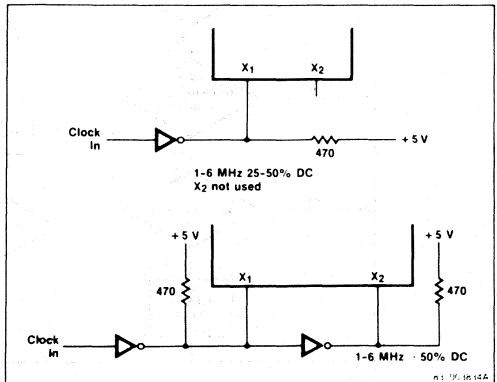 X1
X2
Clock
In
470
+ 5 V
1-6 MHz 25-50% DC
X2 not used
+ 5 V
+ 5 V
X1
X2
470
470
Clock
In
1-6 MHz · 50% DC